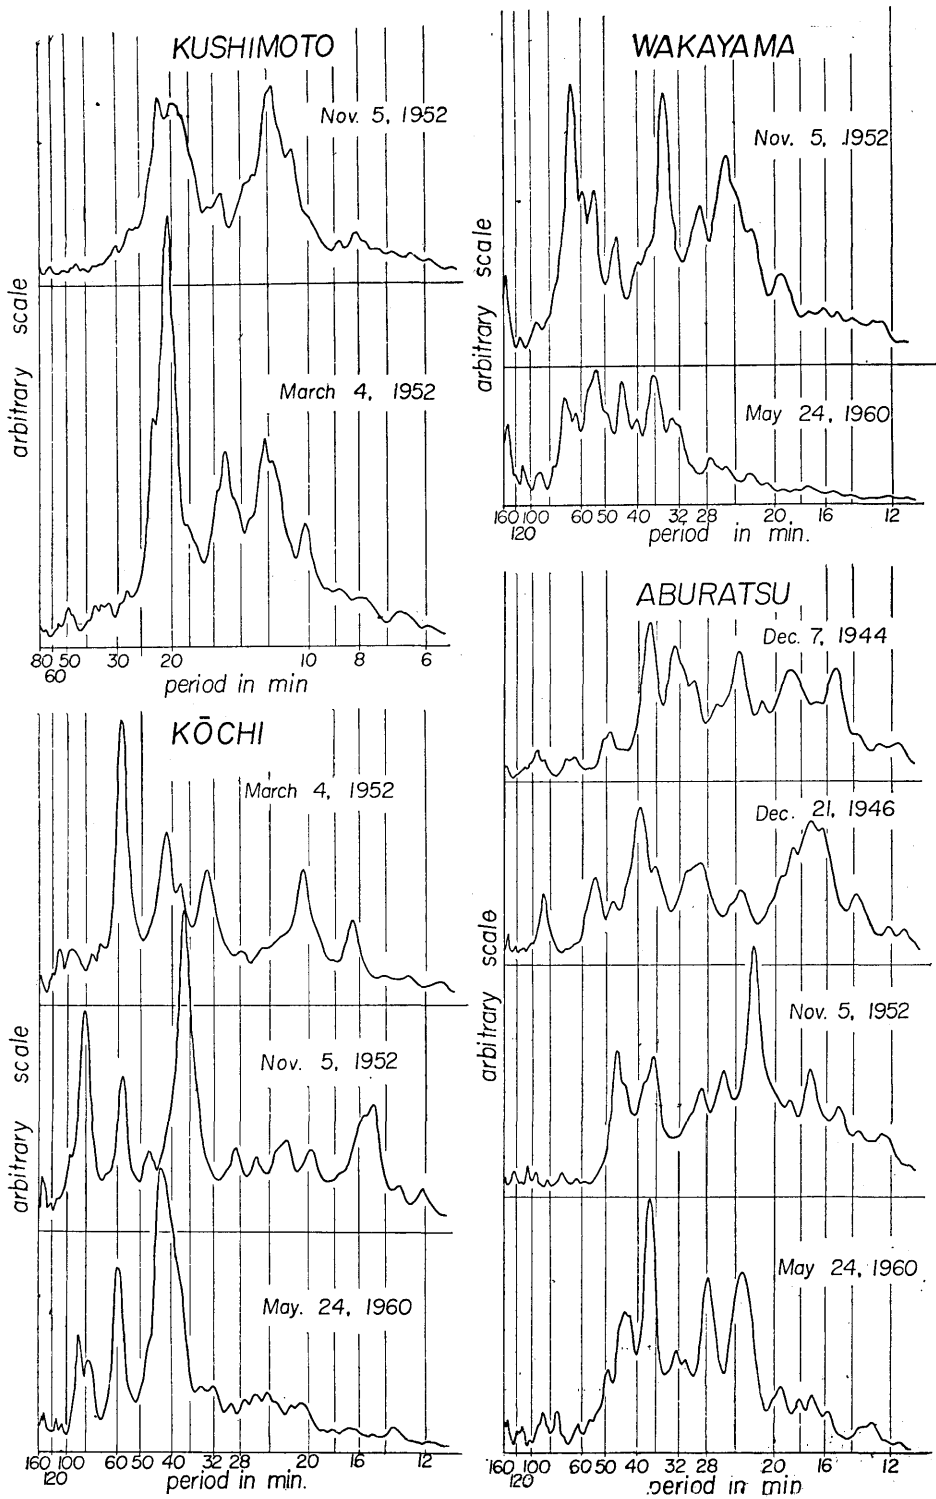 KUSHIMOTO
Nov. 5, 1952
March 4, 1952
arbitrary scale
80 50 30 20 10 8 6
60
period in min
WAKAYAMA
Nov. 5, .1952
May 24, 1960
arbitrary scale
160 100 60 50 40 32 28 20 16 12
120
period in min.
KŌCHI
March 4, 1952
Nov. 5, 1952
May. 24, 1960
arbitrary scale
160 100 60 50 40 32 28 20 16 12
120
period in min.
ABURATSU
Dec. 7, 1944
Dec. 21, 1946
Nov. 5, 1952
May 24, 1960
arbitrary scale
160 100 60 50 40 32 28 20 16 12
120
period in min